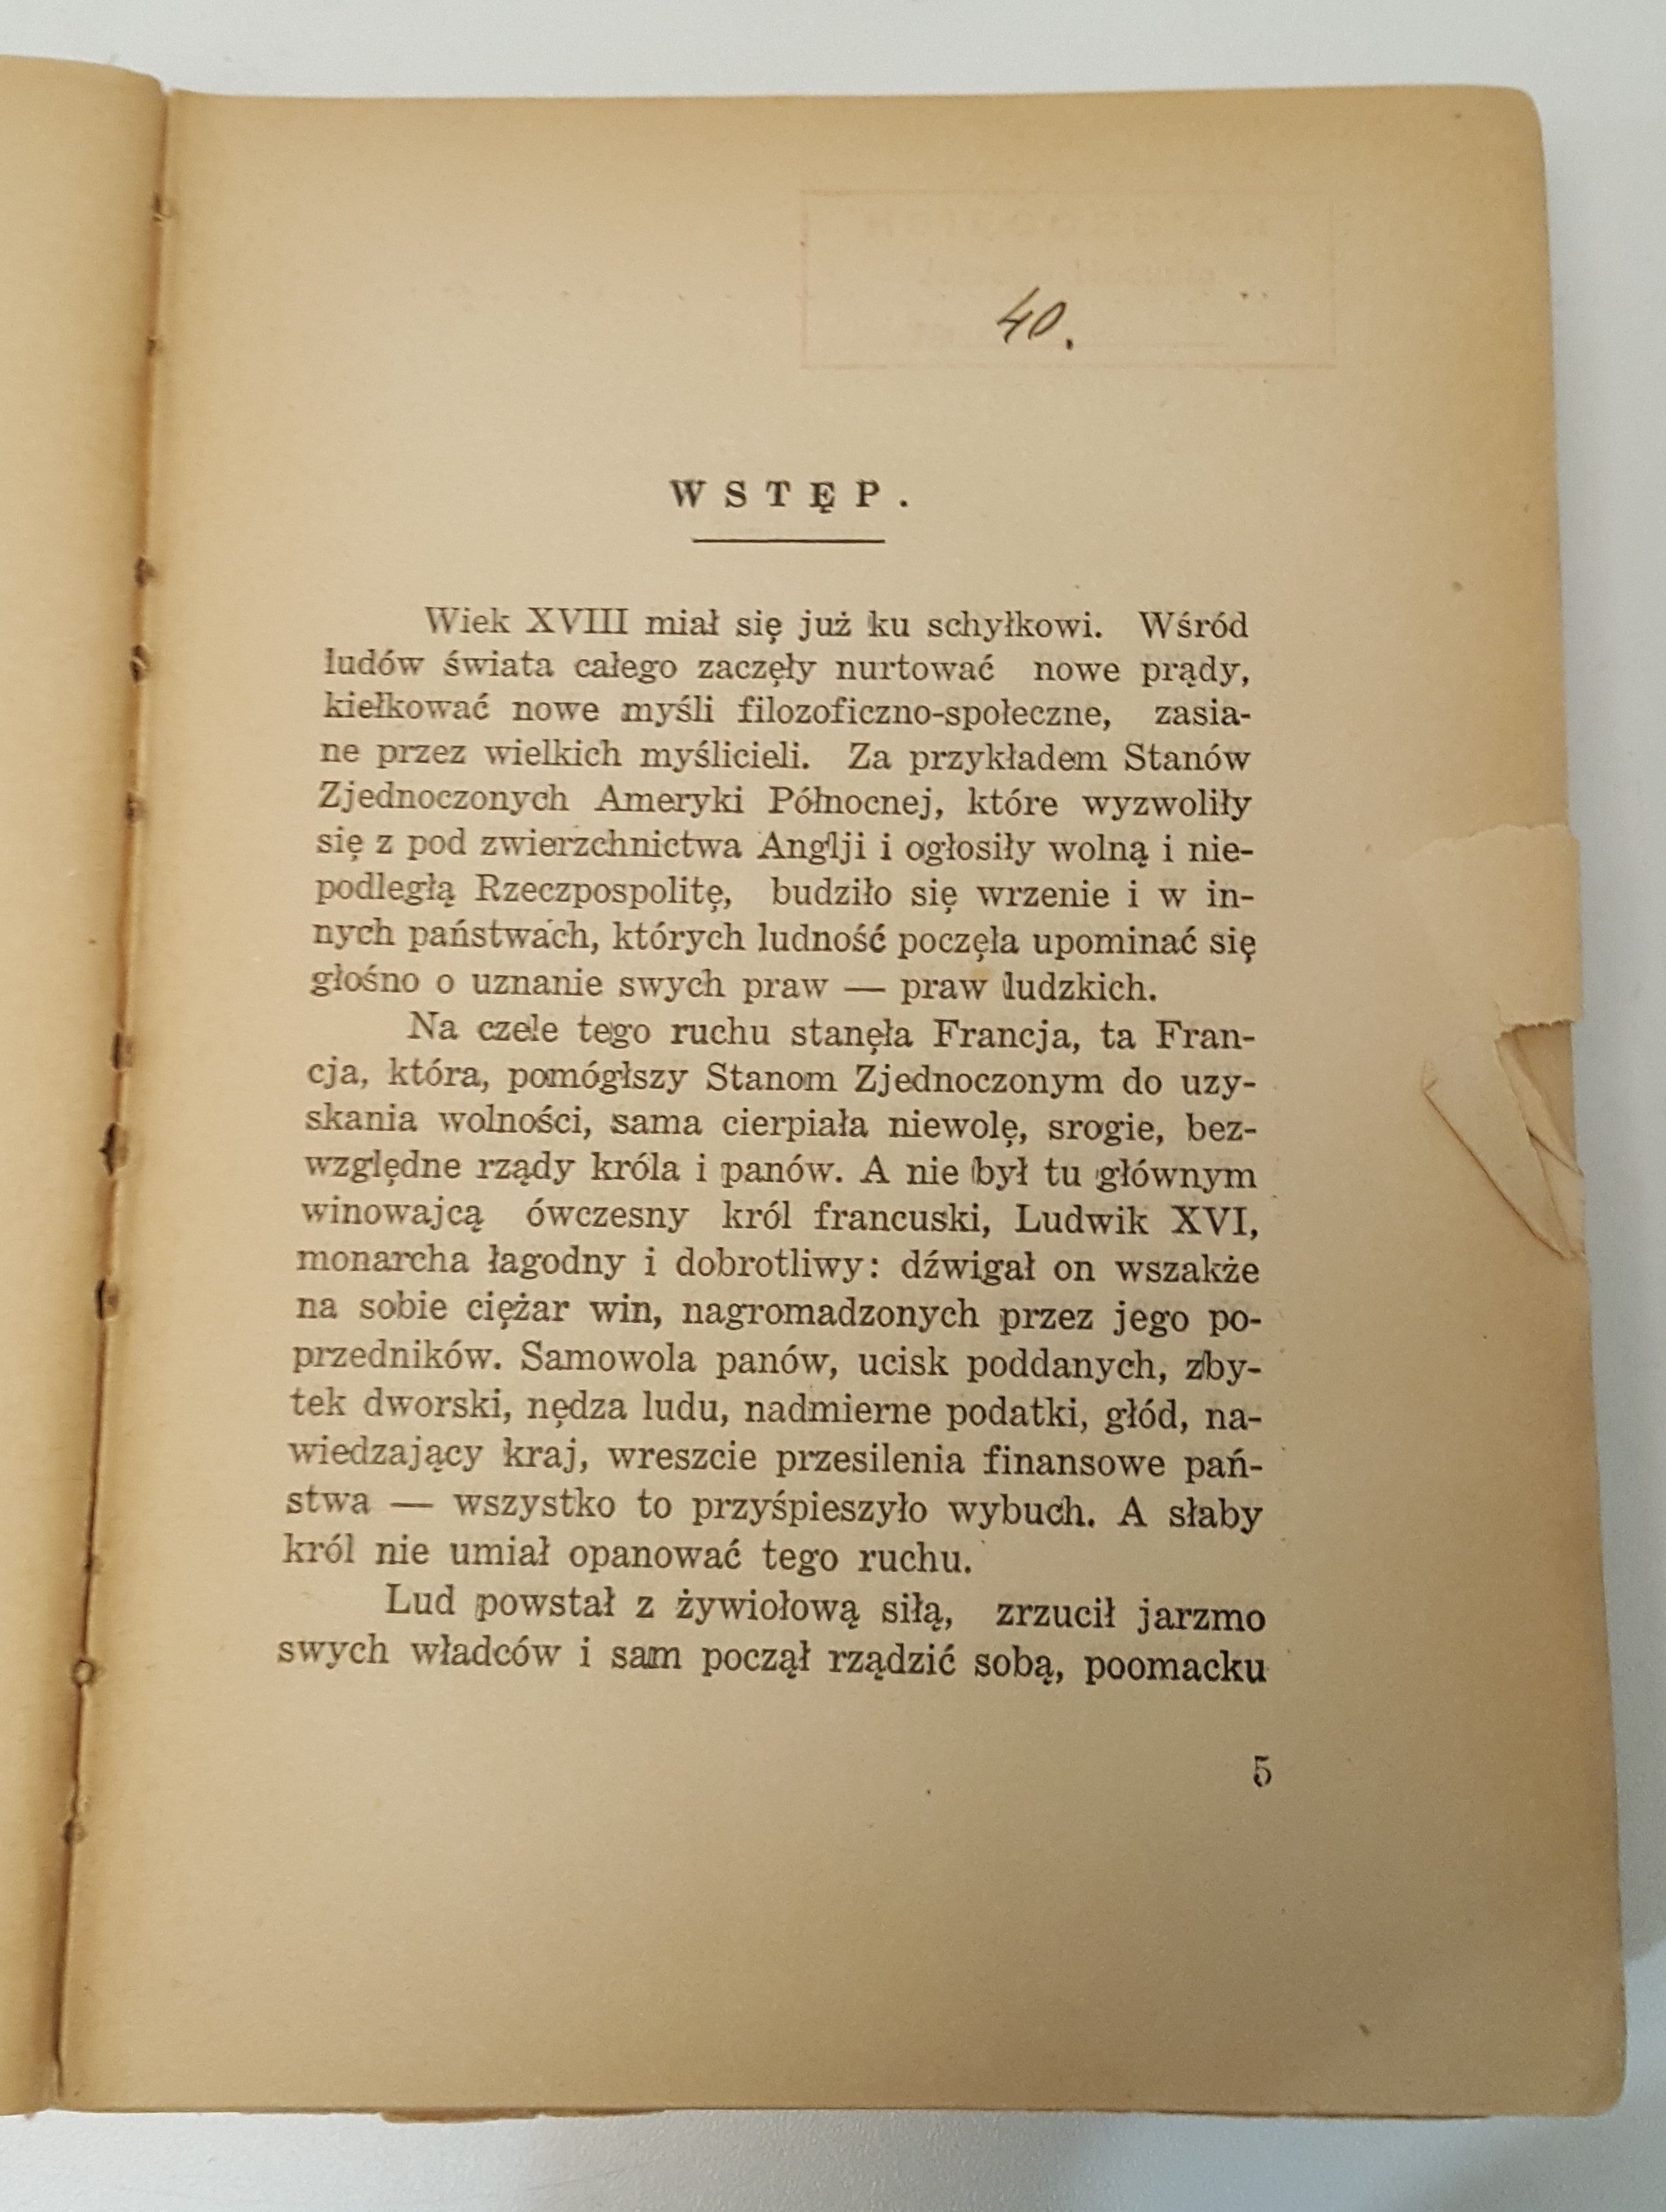 40.
WSTĘP.
Wiek XVIII miał się już ku schyłkowi. Wśród
ludów świata całego zaczęły nurtować nowe prądy,
kiełkować nowe myśli filozoficzno-społeczne, zasia-
ne przez wielkich myślicieli. Za przykładem Stanów
Zjednoczonych Ameryki Północnej, które wyzwoliły
się z pod zwierzchnictwa Anglji i ogłosiły wolną i nie-
podległą Rzeczpospolitę, budziło się wrzenie i w in-
nych państwach, których ludność poczęła upominać się
głośno o uznanie swych praw — praw ludzkich.
Na czele tego ruchu stanęła Francja, ta Fran-
cja, która, pomógłszy Stanom Zjednoczonym do uzy-
skania wolności, sama cierpiała niewolę, srogie, bez-
względne rządy króla i panów. A nie był tu głównym
winowajcą ówczesny król francuski, Ludwik XVI,
monarcha łagodny i dobrotliwy: dźwigał on wszakże
na sobie ciężar win, nagromadzonych przez jego po-
przedników. Samowola panów, ucisk poddanych, zby-
tek dworski, nędza ludu, nadmierne podatki, głód, na-
wiedzający kraj, wreszcie przesilenia finansowe pań-
stwa — wszystko to przyśpieszyło wybuch. A słaby
król nie umiał opanować tego ruchu.
Lud powstał z żywiołową siłą, zrzucił jarzmo
swych władców i sam począł rządzić sobą, poomacku
5